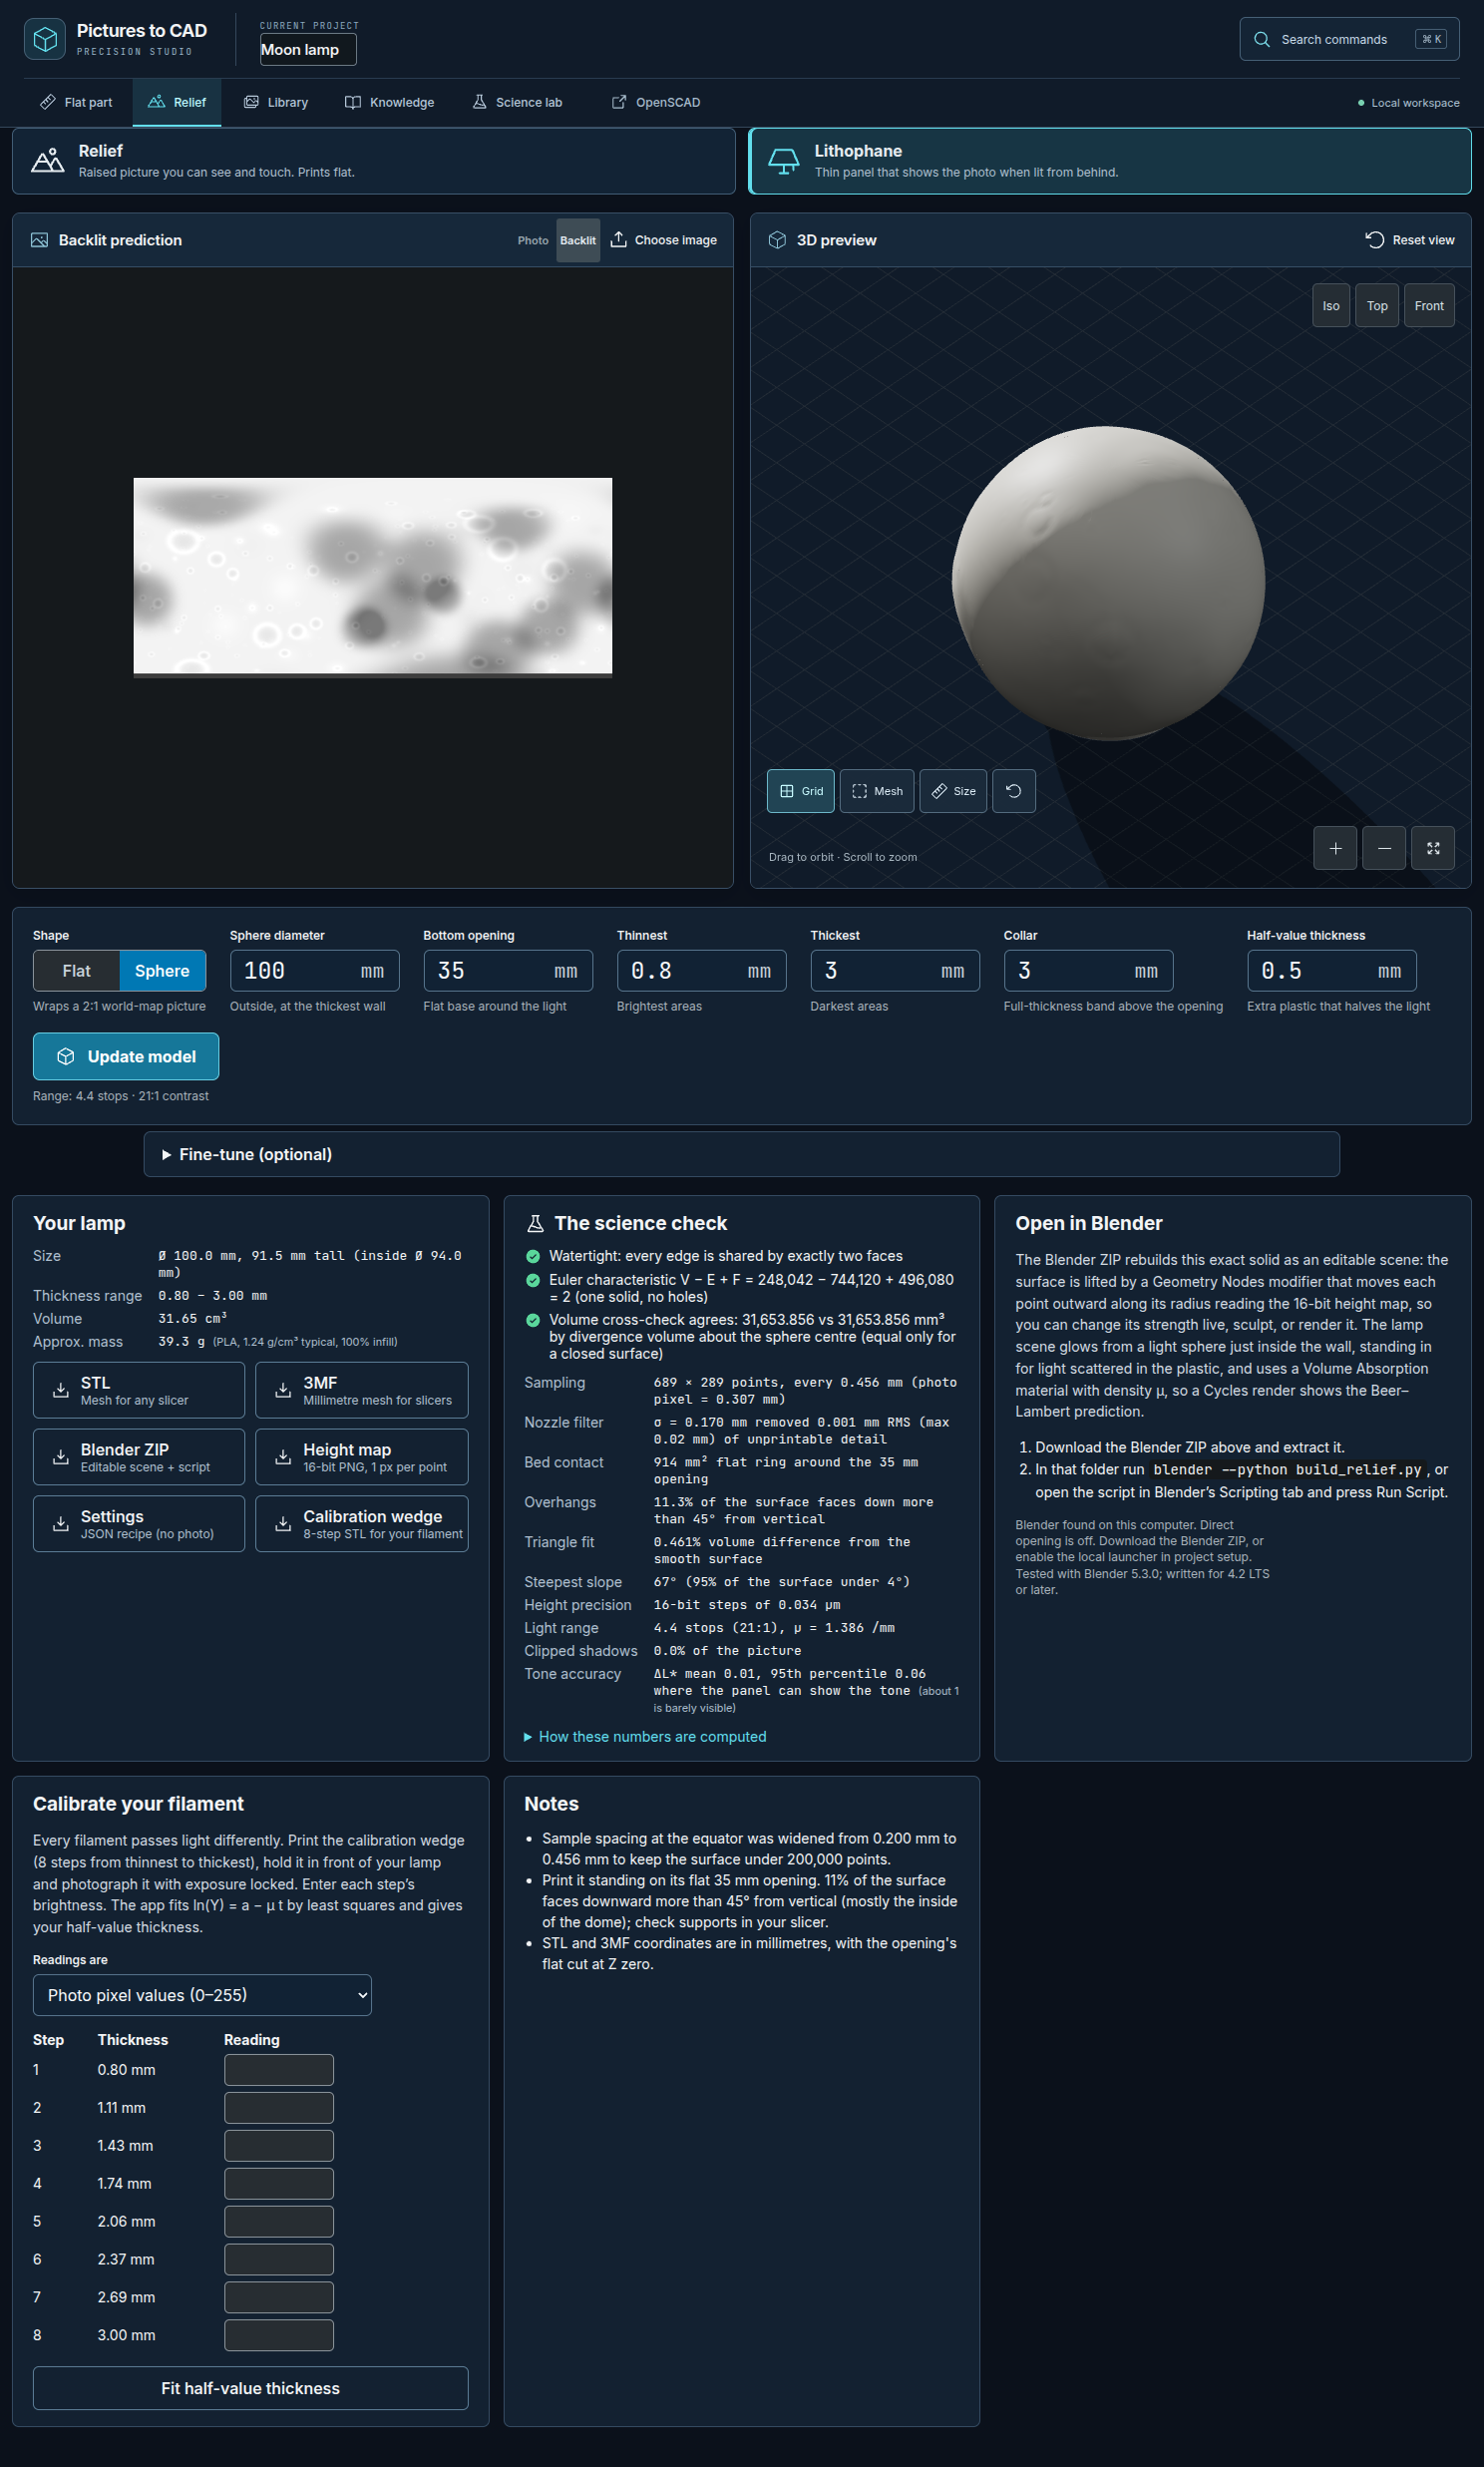 Pictures to CAD
PRECISION STUDIO
CURRENT PROJECT
Moon lamp
Search commands
⌘ K
Flat part
Relief
Library
Knowledge
Science lab
OpenSCAD
Local workspace
Relief
Raised picture you can see and touch. Prints flat.
Lithophane
Thin panel that shows the photo when lit from behind.
Backlit prediction
Photo
Backlit
Choose image
3D preview
Reset view
Iso
Top
Front
Grid
Mesh
Size
Drag to orbit · Scroll to zoom
Shape
Flat
Sphere
Wraps a 2:1 world-map picture
Sphere diameter
100 mm
Outside, at the thickest wall
Bottom opening
35 mm
Flat base around the light
Thinnest
0.8 mm
Brightest areas
Thickest
3 mm
Darkest areas
Collar
3 mm
Full-thickness band above the opening
Half-value thickness
0.5 mm
Extra plastic that halves the light
Update model
Range: 4.4 stops · 21:1 contrast
Fine-tune (optional)
Your lamp
Size Ø 100.0 mm, 91.5 mm tall (inside Ø 94.0
mm)
Thickness range 0.80 – 3.00 mm
Volume 31.65 cm³
Approx. mass 39.3 g (PLA, 1.24 g/cm³ typical, 100% infill)
STL
Mesh for any slicer
3MF
Millimetre mesh for slicers
Blender ZIP
Editable scene + script
Height map
16-bit PNG, 1 px per point
Settings
JSON recipe (no photo)
Calibration wedge
8-step STL for your filament
The science check
Watertight: every edge is shared by exactly two faces
Euler characteristic V − E + F = 248,042 − 744,120 + 496,080
= 2 (one solid, no holes)
Volume cross-check agrees: 31,653.856 vs 31,653.856 mm³
by divergence volume about the sphere centre (equal only for
a closed surface)
Sampling 689 × 289 points, every 0.456 mm (photo
pixel = 0.307 mm)
Nozzle filter σ = 0.170 mm removed 0.001 mm RMS (max
0.02 mm) of unprintable detail
Bed contact 914 mm² flat ring around the 35 mm
opening
Overhangs 11.3% of the surface faces down more
than 45° from vertical
Triangle fit 0.461% volume difference from the
smooth surface
Steepest slope 67° (95% of the surface under 4°)
Height precision 16-bit steps of 0.034 µm
Light range 4.4 stops (21:1), µ = 1.386 /mm
Clipped shadows 0.0% of the picture
Tone accuracy ΔL* mean 0.01, 95th percentile 0.06
where the panel can show the tone (about 1
is barely visible)
How these numbers are computed
Open in Blender
The Blender ZIP rebuilds this exact solid as an editable scene: the
surface is lifted by a Geometry Nodes modifier that moves each
point outward along its radius reading the 16-bit height map, so
you can change its strength live, sculpt, or render it. The lamp
scene glows from a light sphere just inside the wall, standing in
for light scattered in the plastic, and uses a Volume Absorption
material with density µ, so a Cycles render shows the Beer–
Lambert prediction.
1. Download the Blender ZIP above and extract it.
2. In that folder run blender --python build_relief.py, or
open the script in Blender's Scripting tab and press Run Script.
Blender found on this computer. Direct
opening is off. Download the Blender ZIP, or
enable the local launcher in project setup.
Tested with Blender 5.3.0; written for 4.2 LTS
or later.
Calibrate your filament
Every filament passes light differently. Print the calibration wedge
(8 steps from thinnest to thickest), hold it in front of your lamp
and photograph it with exposure locked. Enter each step's
brightness. The app fits ln(Y) = a − µ t by least squares and gives
your half-value thickness.
Readings are
Photo pixel values (0–255)
Step Thickness Reading
1 0.80 mm
2 1.11 mm
3 1.43 mm
4 1.74 mm
5 2.06 mm
6 2.37 mm
7 2.69 mm
8 3.00 mm
Fit half-value thickness
Notes
• Sample spacing at the equator was widened from 0.200 mm to
0.456 mm to keep the surface under 200,000 points.
• Print it standing on its flat 35 mm opening. 11% of the surface
faces downward more than 45° from vertical (mostly the inside
of the dome); check supports in your slicer.
• STL and 3MF coordinates are in millimetres, with the opening's
flat cut at Z zero.